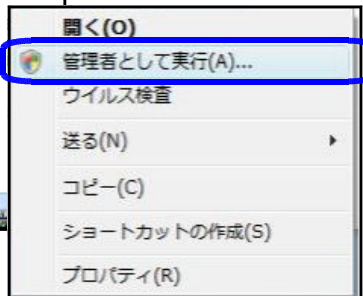 開く(O)
管理者として実行(A)...
ウイルス検査
送る(N)
コピー(C)
ショートカットの作成(S)
プロパティ(R)